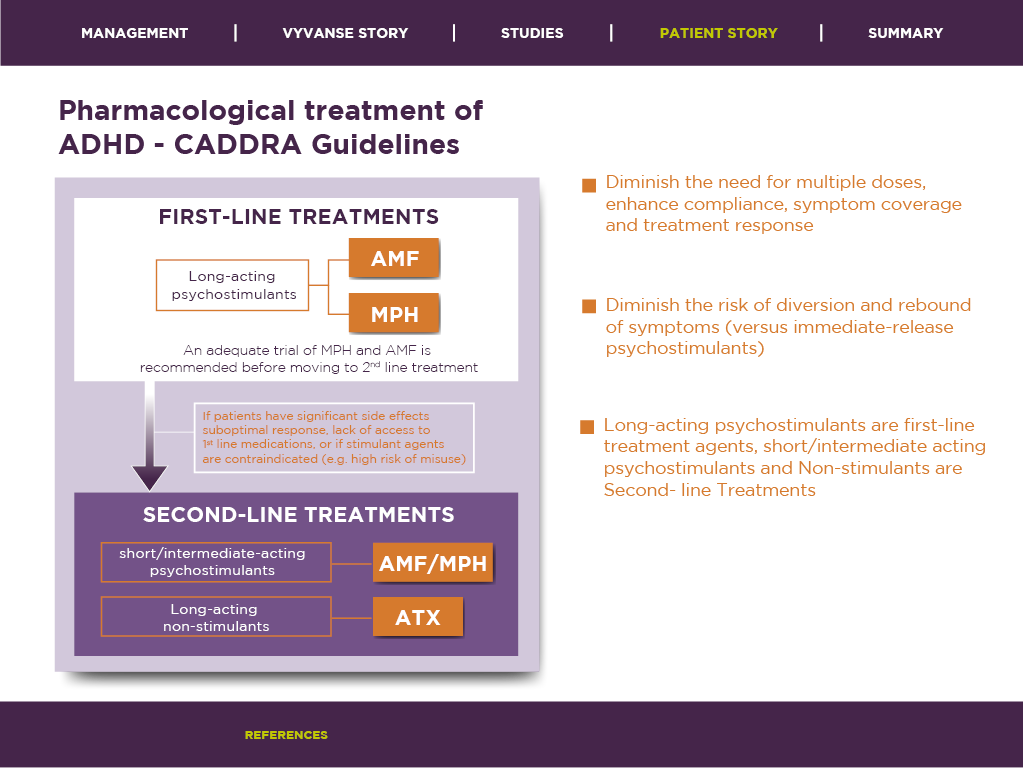 MANAGEMENT | VYVANSE STORY | STUDIES | PATIENT STORY | SUMMARY
Pharmacological treatment of
ADHD - CADDRA Guidelines
FIRST-LINE TREATMENTS
Long-acting
psychostimulants
AMF
MPH
An adequate trial of MPH and AMF is
recommended before moving to 2nd line treatment
If patients have significant side effects
suboptimal response, lack of access to
1st line medications, or if stimulant agents
are contraindicated (e.g. high risk of misuse)
SECOND-LINE TREATMENTS
short/intermediate-acting
psychostimulants
AMF/MPH
Long-acting
non-stimulants
ATX
Diminish the need for multiple doses,
enhance compliance, symptom coverage
and treatment response
Diminish the risk of diversion and rebound
of symptoms (versus immediate-release
psychostimulants)
Long-acting psychostimulants are first-line
treatment agents, short/intermediate acting
psychostimulants and Non-stimulants are
Second- line Treatments
REFERENCES